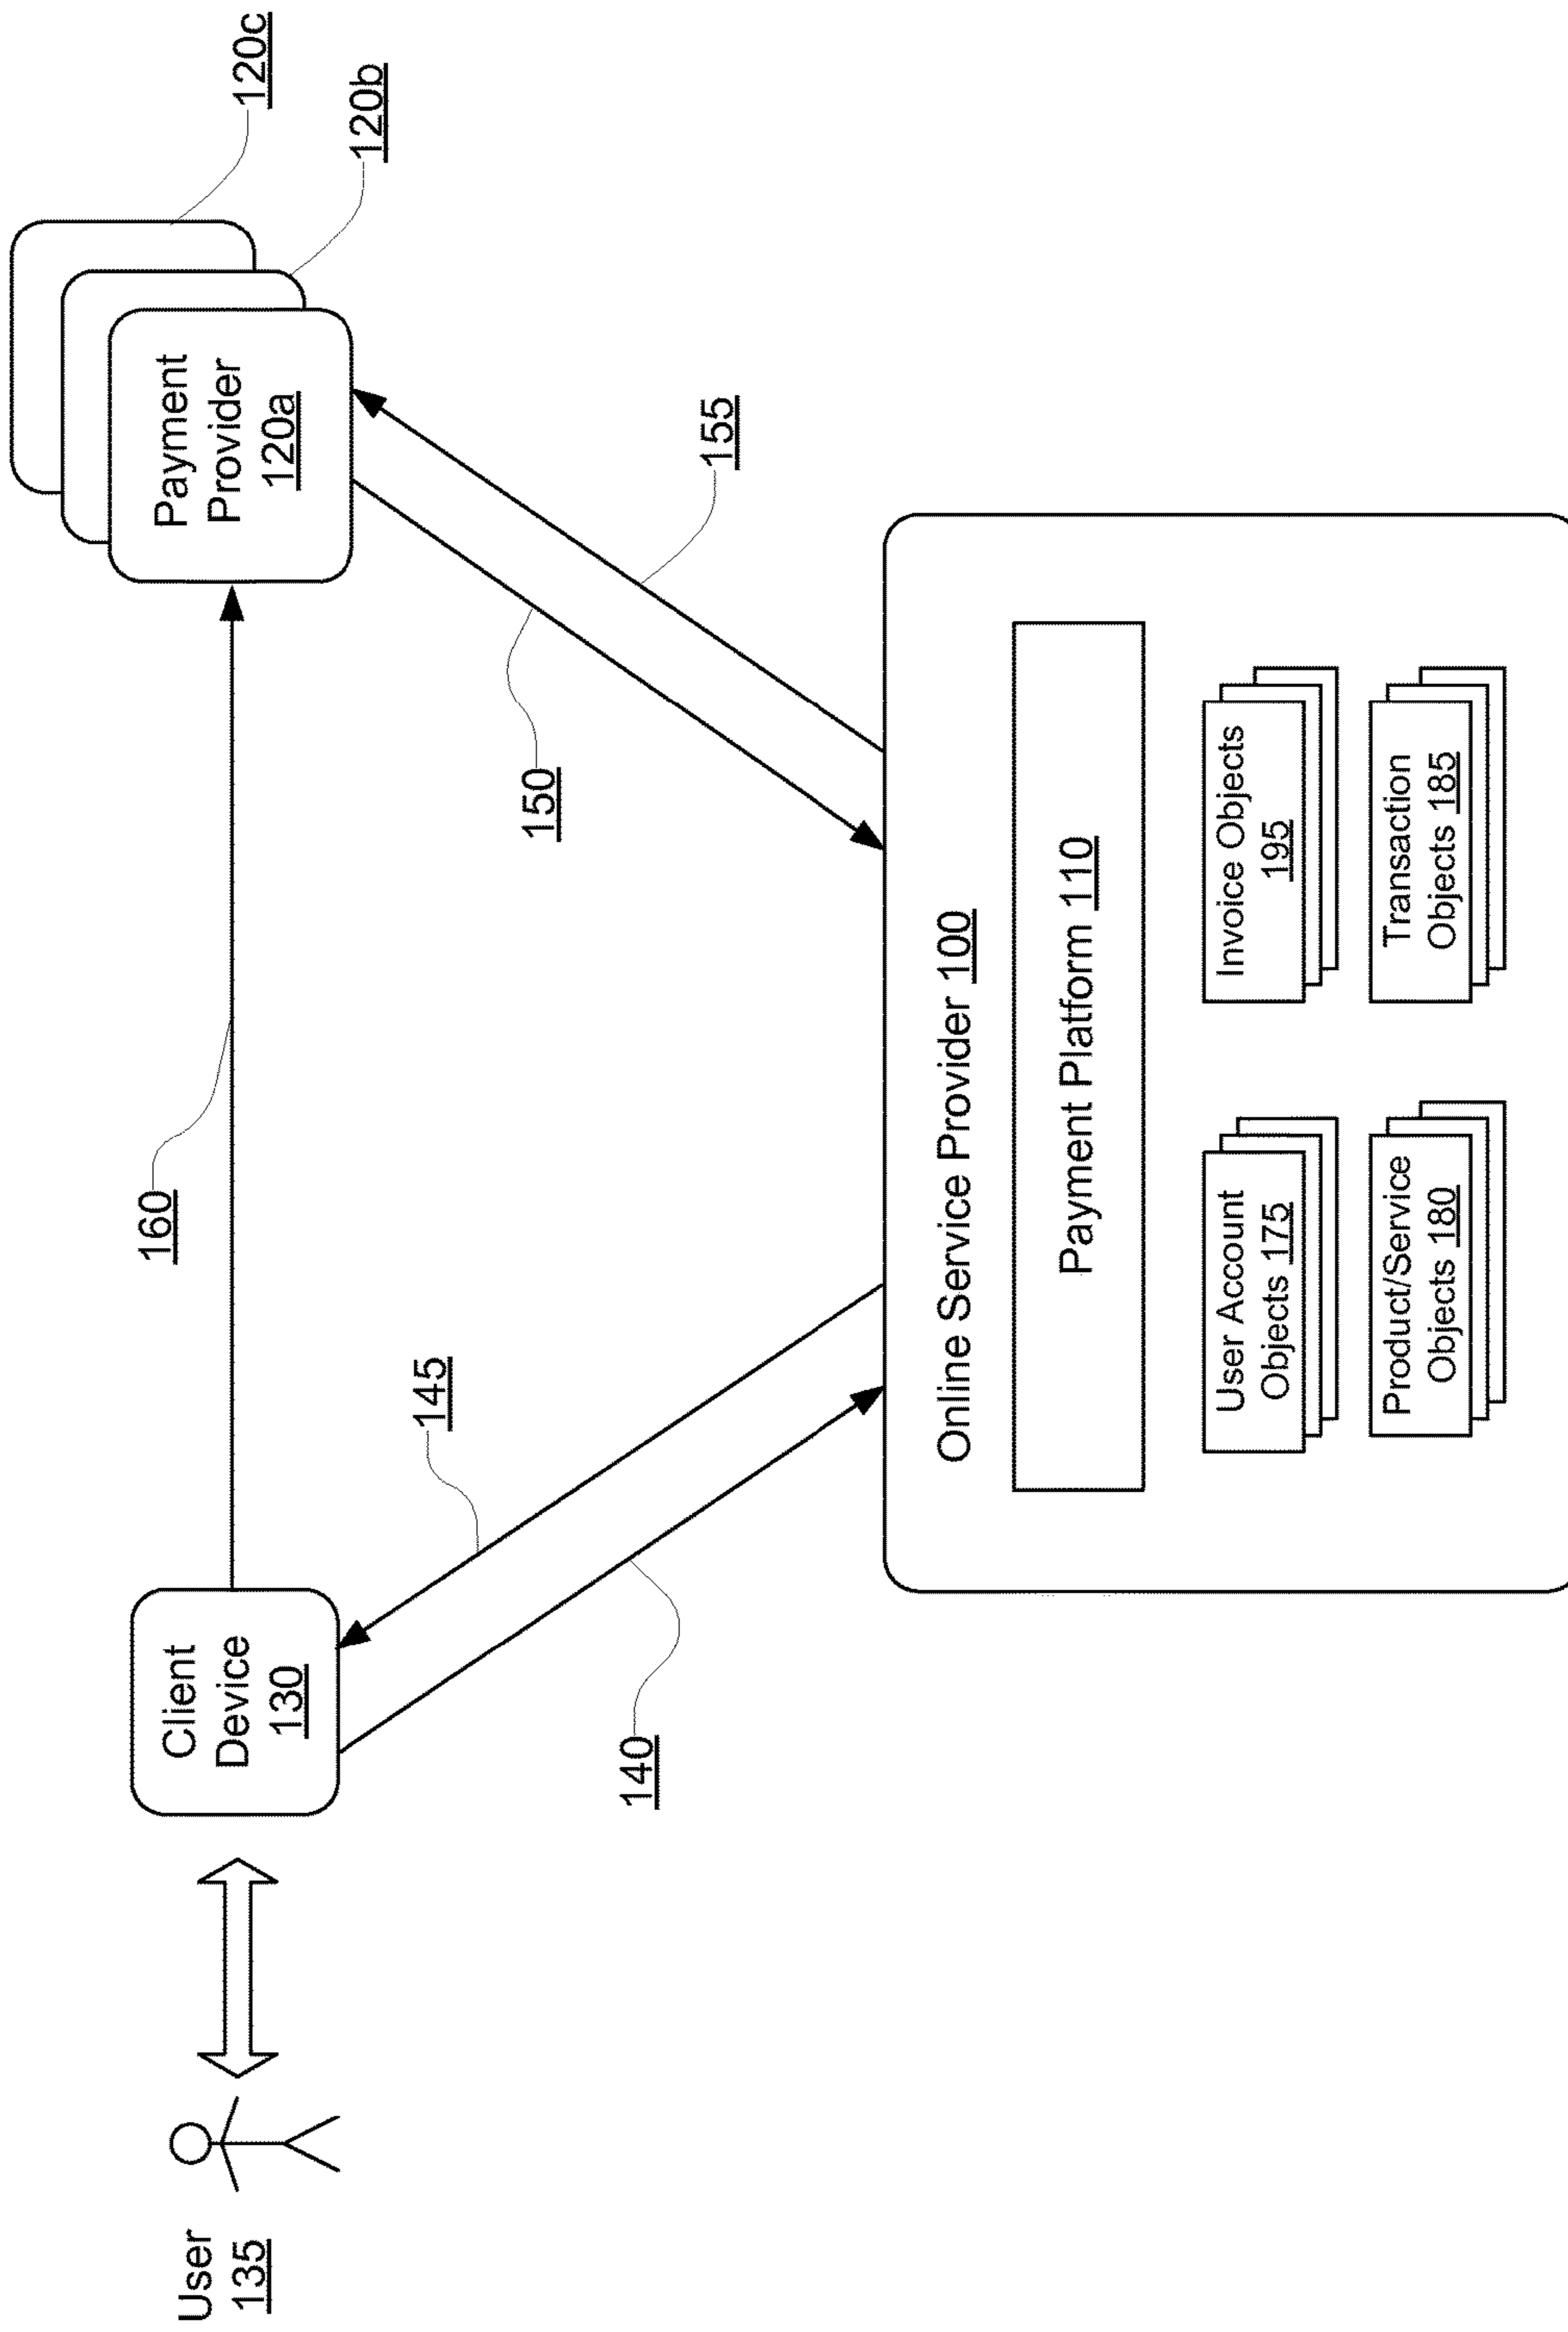 User
135
Client
Device
130
160
Payment
Provider
120a
120b
120c
145
140
150
155
Online Service Provider 100
Payment Platform 110
User Account
Objects 175
Invoice Objects
195
Product/Service
Objects 180
Transaction
Objects 185